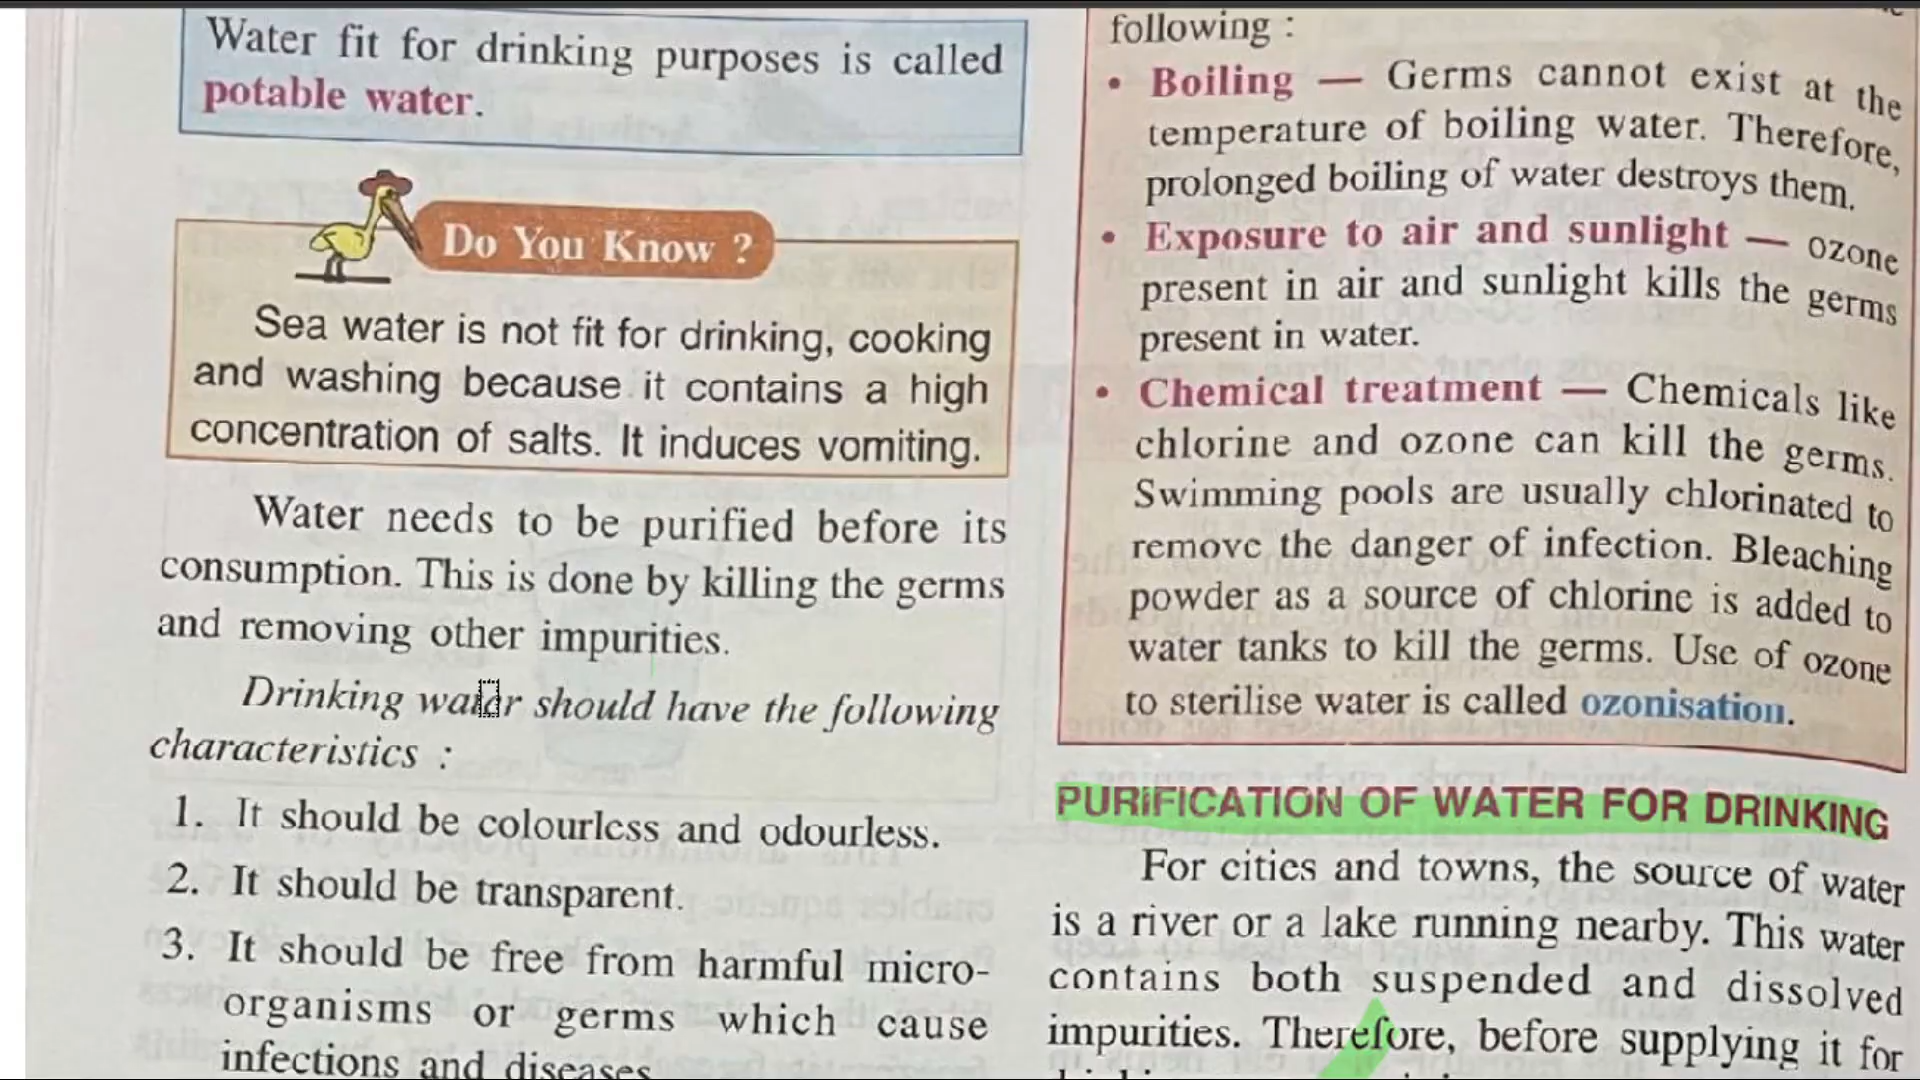 Water fit for drinking purposes is called
potable water.
Do You Know ?
Sea water is not fit for drinking, cooking
and washing because it contains a high
concentration of salts. It induces vomiting.
Water needs to be purified before its
consumption. This is done by killing the germs
and removing other impurities.
Drinking water should have the following
characteristics :
1. It should be colourless and odourless.
2. It should be transparent.
3. It should be free from harmful micro-
organisms or germs which cause
infections and diseases.
following :
• Boiling — Germs cannot exist at the
temperature of boiling water. Therefore,
prolonged boiling of water destroys them.
• Exposure to air and sunlight — ozone
present in air and sunlight kills the germs
present in water.
• Chemical treatment — Chemicals like
chlorine and ozone can kill the germs.
Swimming pools are usually chlorinated to
remove the danger of infection. Bleaching
powder as a source of chlorine is added to
water tanks to kill the germs. Use of ozone
to sterilise water is called ozonisation.
PURIFICATION OF WATER FOR DRINKING
For cities and towns, the source of water
is a river or a lake running nearby. This water
contains both suspended and dissolved
impurities. Therefore, before supplying it for